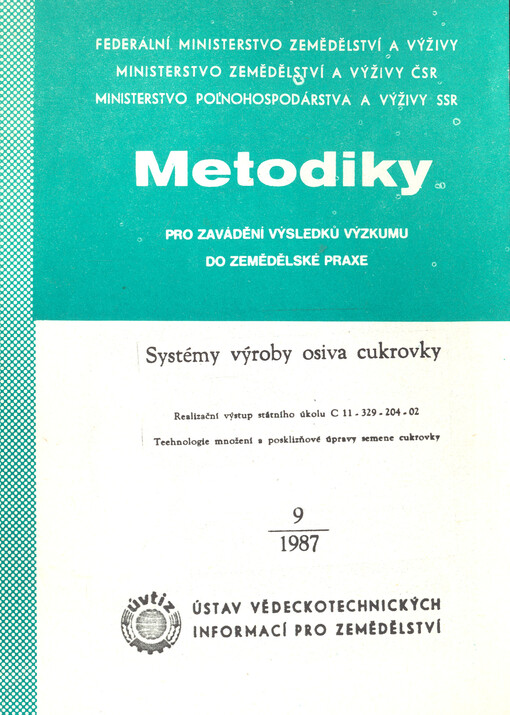 FEDERÁLNÍ MINISTERSTVO ZEMĚDĚLSTVÍ A VÝŽIVY
MINISTERSTVO ZEMĚDĚLSTVÍ A VÝŽIVY ČSR
MINISTERSTVO POĽNOHOSPODÁRSTVA A VÝŽIVY SSR
Metodiky
PRO ZAVÁDĚNÍ VÝSLEDKŮ VÝZKUMU
DO ZEMĚDĚLSKÉ PRAXE
Systémy výroby osiva cukrovky
Realizační výstup státního úkolu C 11-329-204-02
Technologie množení a posklizňové úpravy semene cukrovky
9
1987
úvtiz
ÚSTAV VĚDECKOTECHNICKÝCH
INFORMACÍ PRO ZEMĚDĚLSTVÍ